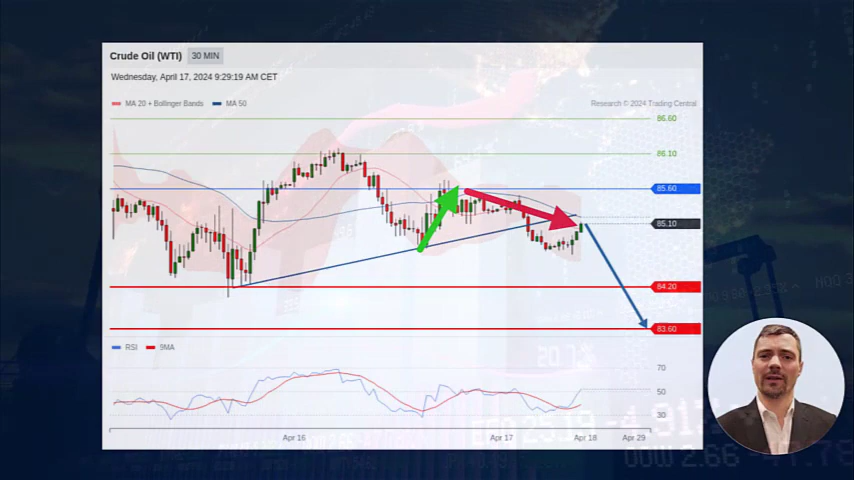 Crude Oil (WTI) 30 MIN
Wednesday, April 17, 2024 9:29:19 AM CET
MA 20 + Bollinger Bands MA 50 Research © 2024 Trading Central
86.60
86.10
85.60
85.10
84.20
83.60
RSI 9MA
70
50
30
Apr 16 Apr 17 Apr 18 Apr 29
20.7%